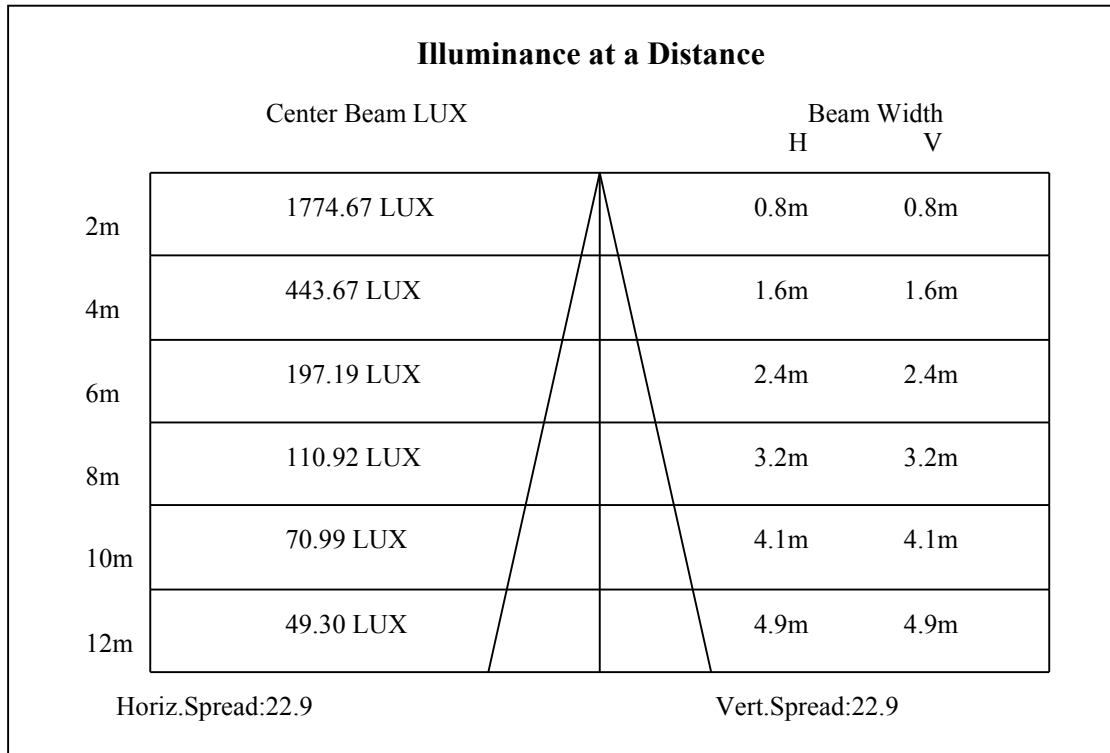 Illuminance at a Distance
Center Beam LUX Beam Width
H V
2m 1774.67 LUX 0.8m 0.8m
4m 443.67 LUX 1.6m 1.6m
6m 197.19 LUX 2.4m 2.4m
8m 110.92 LUX 3.2m 3.2m
10m 70.99 LUX 4.1m 4.1m
12m 49.30 LUX 4.9m 4.9m
Horiz.Spread:22.9 Vert.Spread:22.9